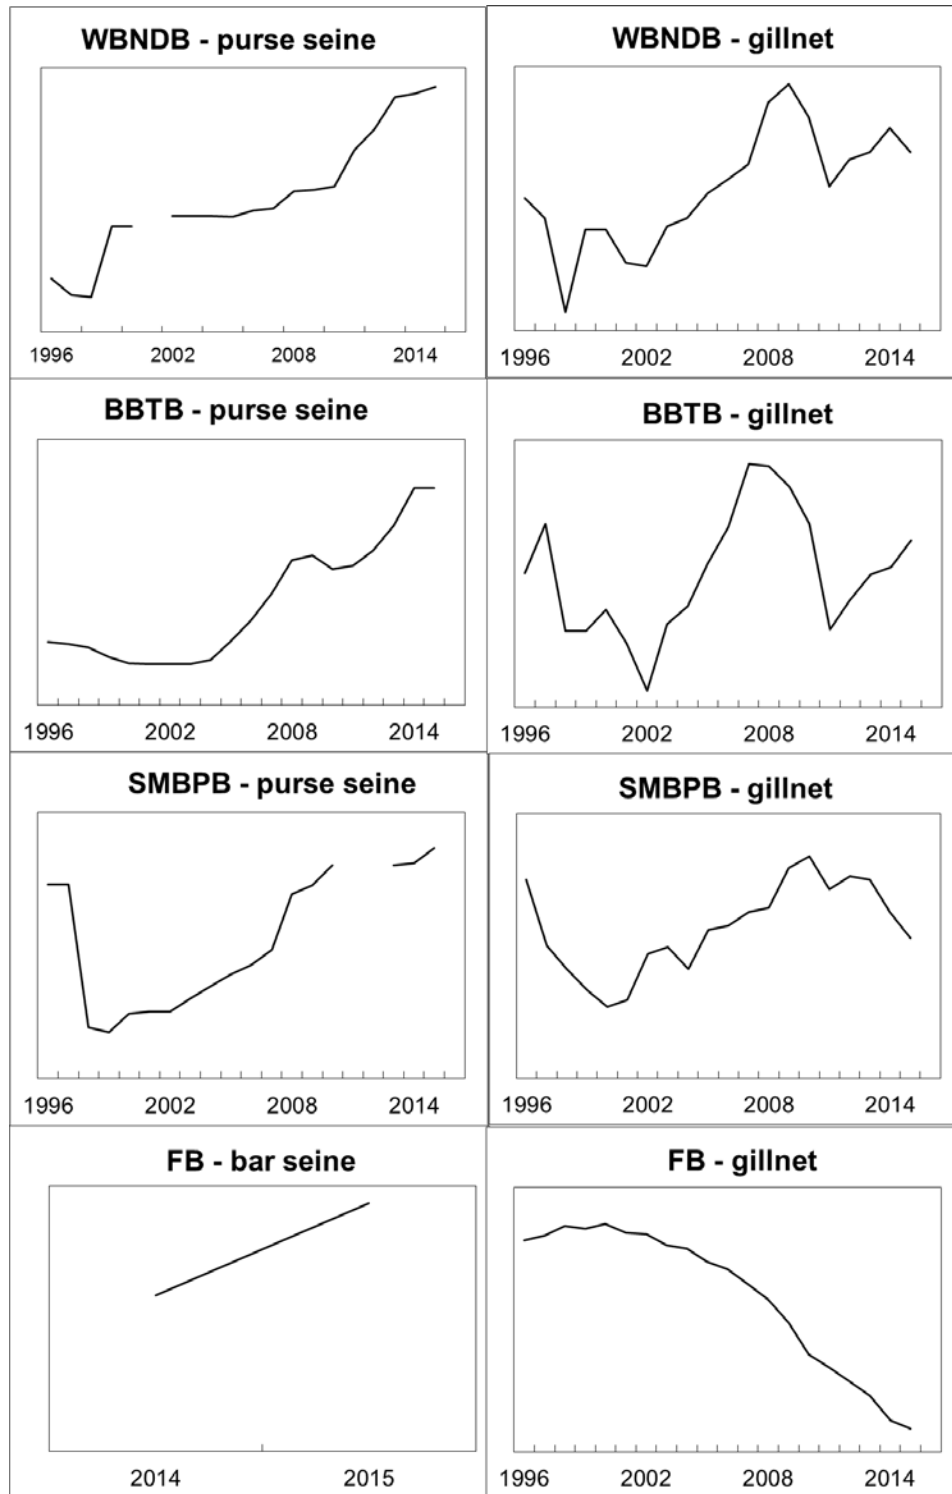 WBNDB - purse seine
1996 2002 2008 2014
WBNDB - gillnet
1996 2002 2008 2014
BBTB - purse seine
1996 2002 2008 2014
BBTB - gillnet
1996 2002 2008 2014
SMBPB - purse seine
1996 2002 2008 2014
SMBPB - gillnet
1996 2002 2008 2014
FB - bar seine
2014 2015
FB - gillnet
1996 2002 2008 2014